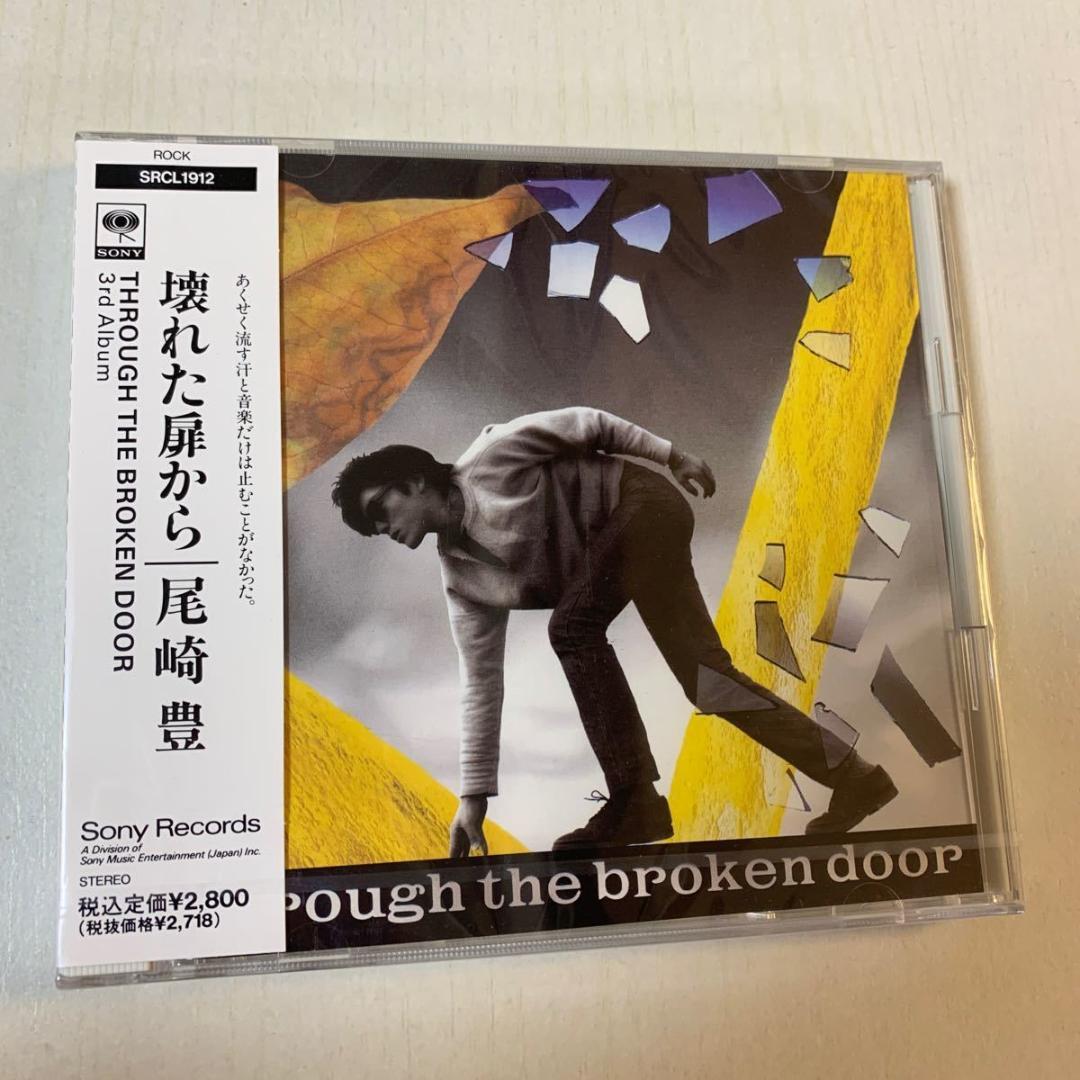 ROCK
SRCL1912
SONY
壊れた扉から|尾崎 豊
THROUGH THE BROKEN DOOR
3rd Album
あくせく流す汗と音楽だけは止むことがなかった。
Sony Records
A Division of
Sony Music Entertainment (Japan) Inc.
STEREO
税込定価¥2,800
(税抜価格¥2,718)
rough the broken door